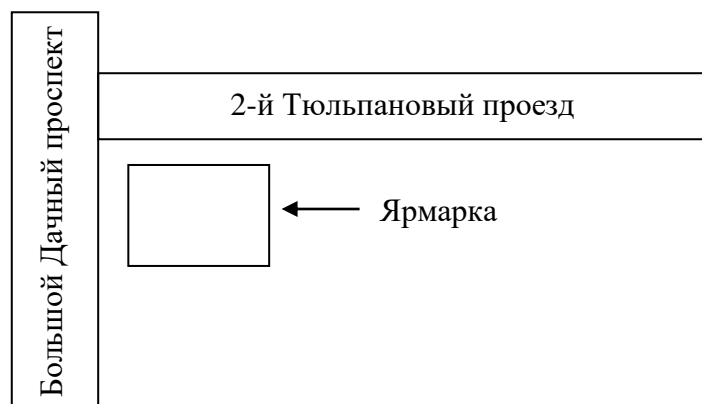 Большой Дачный проспект
2-й Тюльпановый проезд
Ярмарка